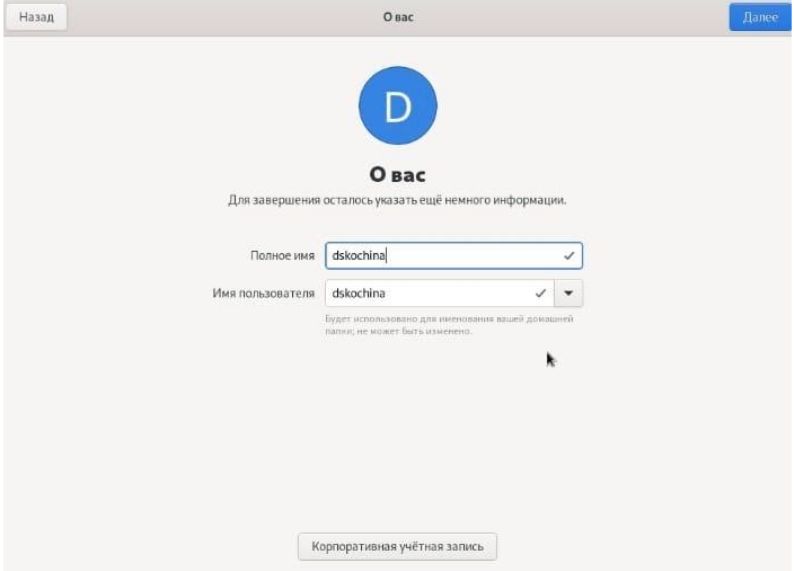 Назад
О вас
Далее
D
О вас
Для завершения осталось указать ещё немного информации.
Полное имя dskochina
Имя пользователя dskochina
Будет использовано для именования вашей домашней
папки; не может быть изменено.
Корпоративная учётная запись